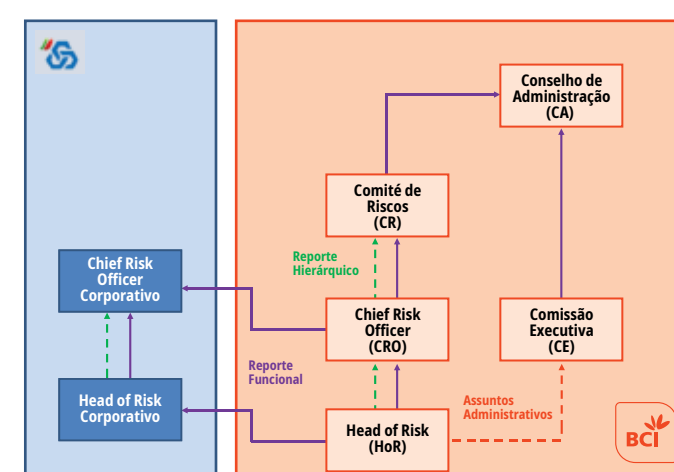 Conselho de
Administração
(CA)
Comité de
Riscos
(CR)
Reporte
Hierárquico
Chief Risk
Officer
Corporativo
Chief Risk
Officer
(CRO)
Comissão
Executiva
(CE)
Reporte
Funcional
Head of Risk
Corporativo
Assuntos
Administrativos
Head of Risk
(HoR)
BCI